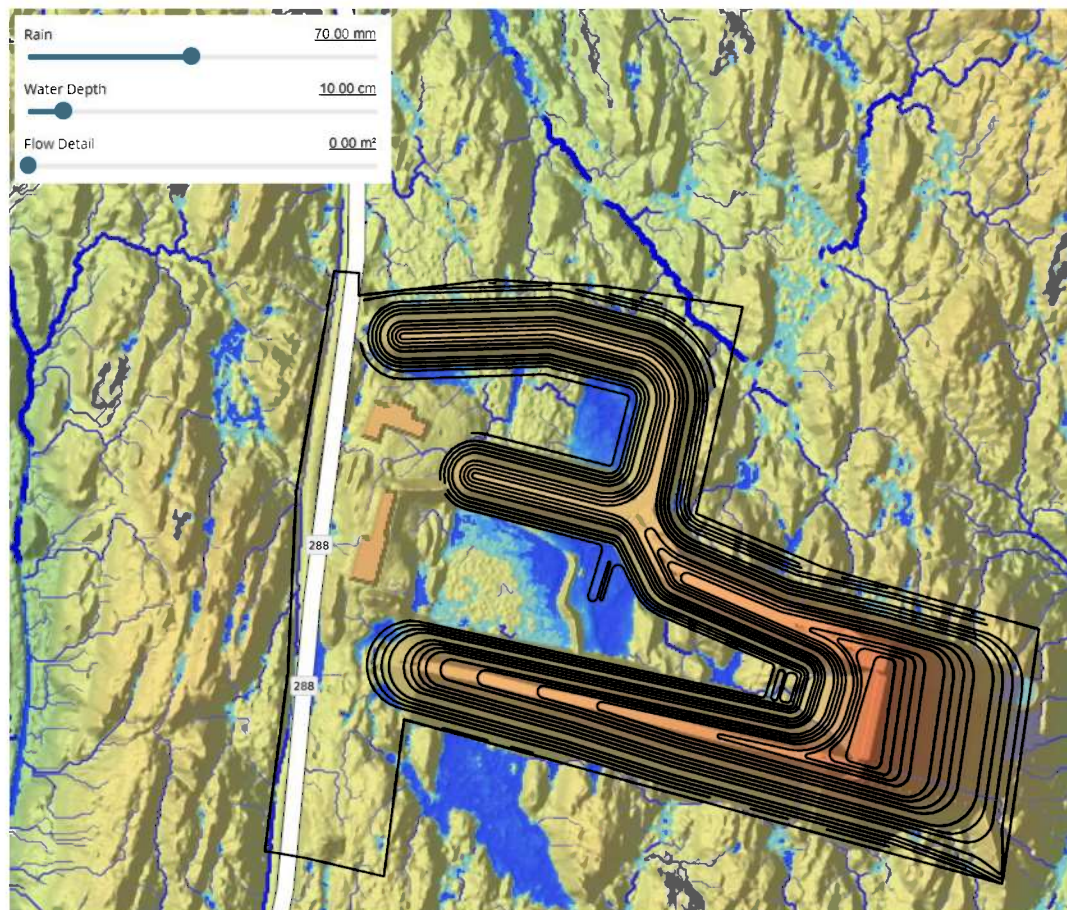 Rain 70.00 mm
Water Depth 10.00 cm
Flow Detail 0.00 m²
288
288